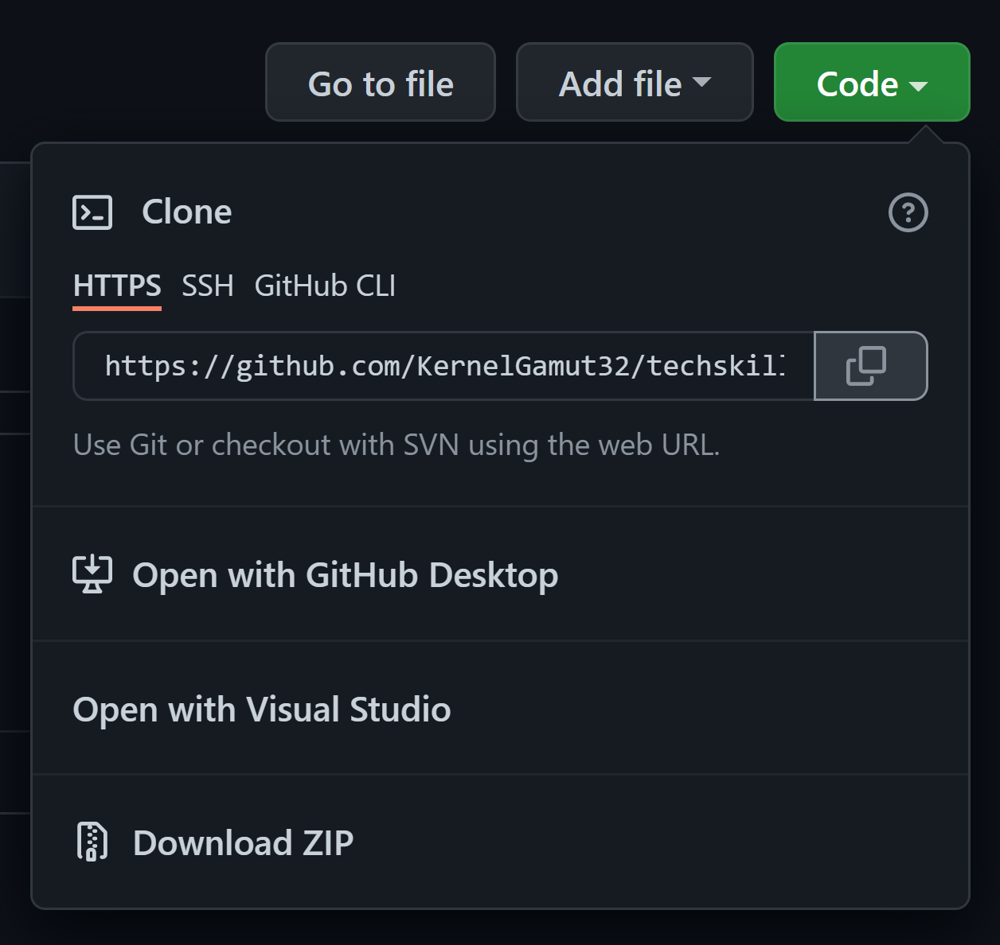 Go to file
Add file
Code
Clone
HTTPS SSH GitHub CLI
https://github.com/KernelGamut32/techskil
Use Git or checkout with SVN using the web URL.
Open with GitHub Desktop
Open with Visual Studio
Download ZIP